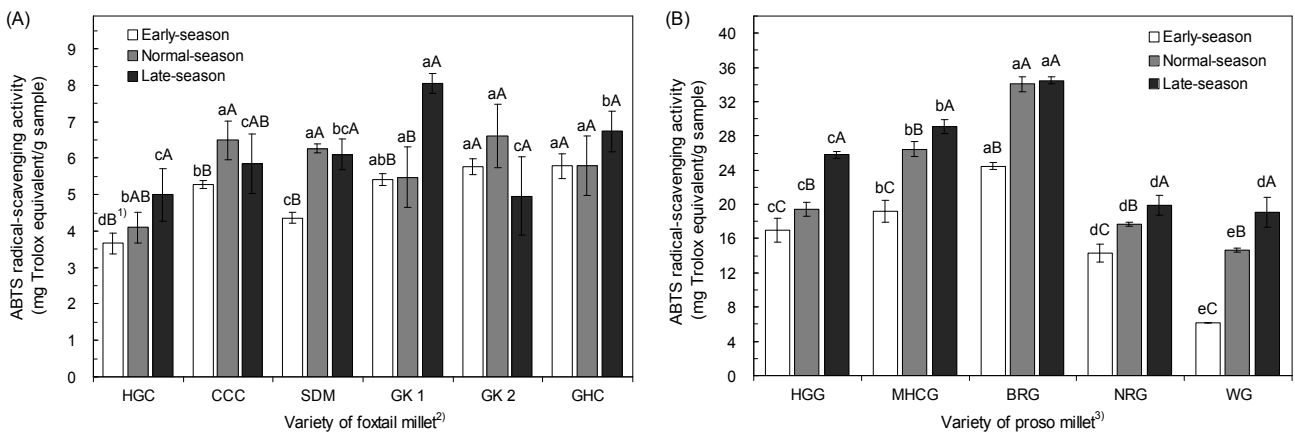 (A)
ABTS radical-scavenging activity
(mg Trolox equivalent/g sample)
9
8
7
6
5
4
3
2
1
0
Early-season
Normal-season
Late-season
dB1) bAB cA
bB aA cAB
cB aA bcA
abB aB aA
aA aA cA
aA aA bA
HGC CCC SDM GK 1 GK 2 GHC
Variety of foxtail millet2)
(B)
ABTS radical-scavenging activity
(mg Trolox equivalent/g sample)
40
36
32
28
24
20
16
12
8
4
0
Early-season
Normal-season
Late-season
cC cB cA
bC bB bA
aB aA aA
dC dB dA
eC eB dA
HGG MHCG BRG NRG WG
Variety of proso millet3)